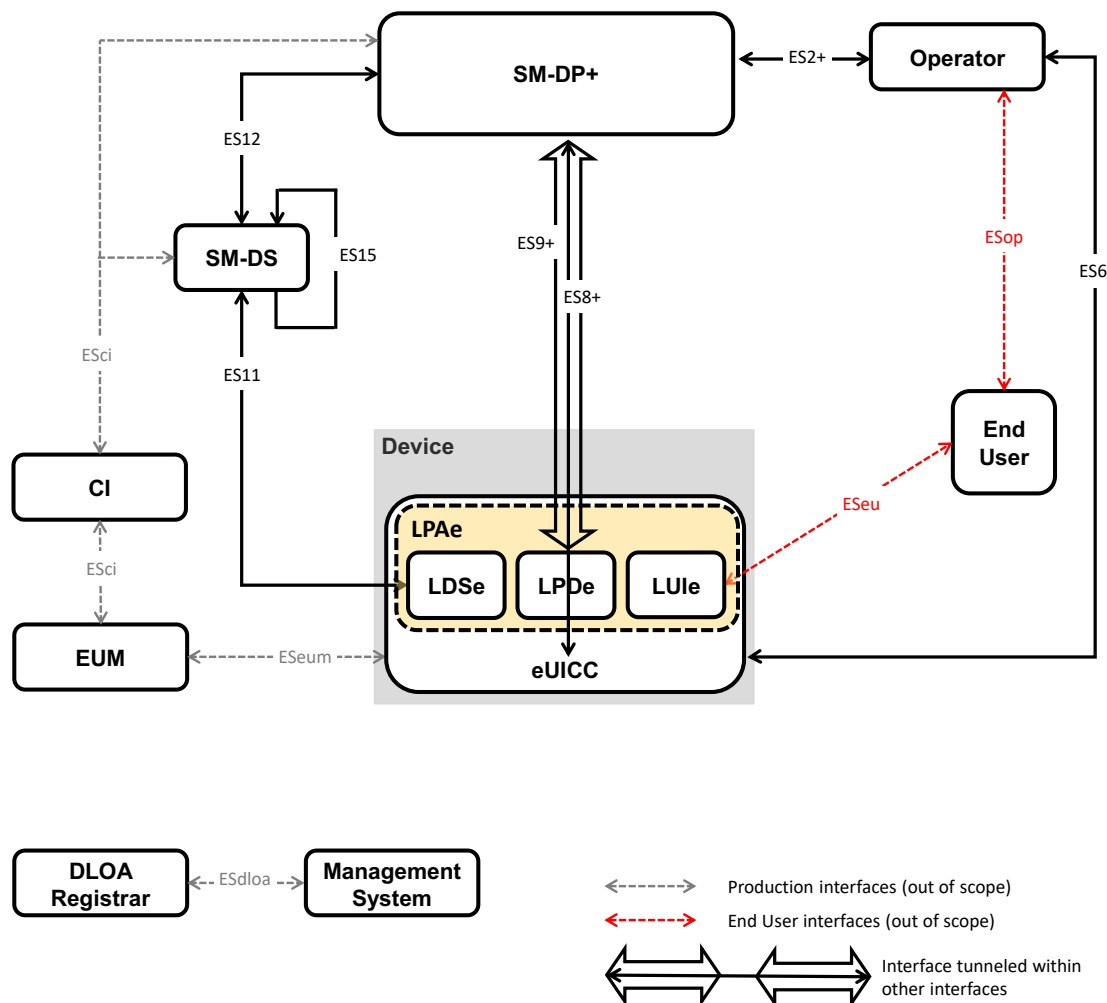 SM-DP+
ES2+
Operator
ES12
SM-DS
ES15
ES9+
ES8+
ESop
ES6
ESci
ES11
End
User
Device
CI
LPAe
ESeu
ESci
LDSe
LPDe
LUIe
EUM
ESeum
eUICC
DLOA
Registrar
ESdloa
Management
System
Production interfaces (out of scope)
End User interfaces (out of scope)
Interface tunneled within
other interfaces